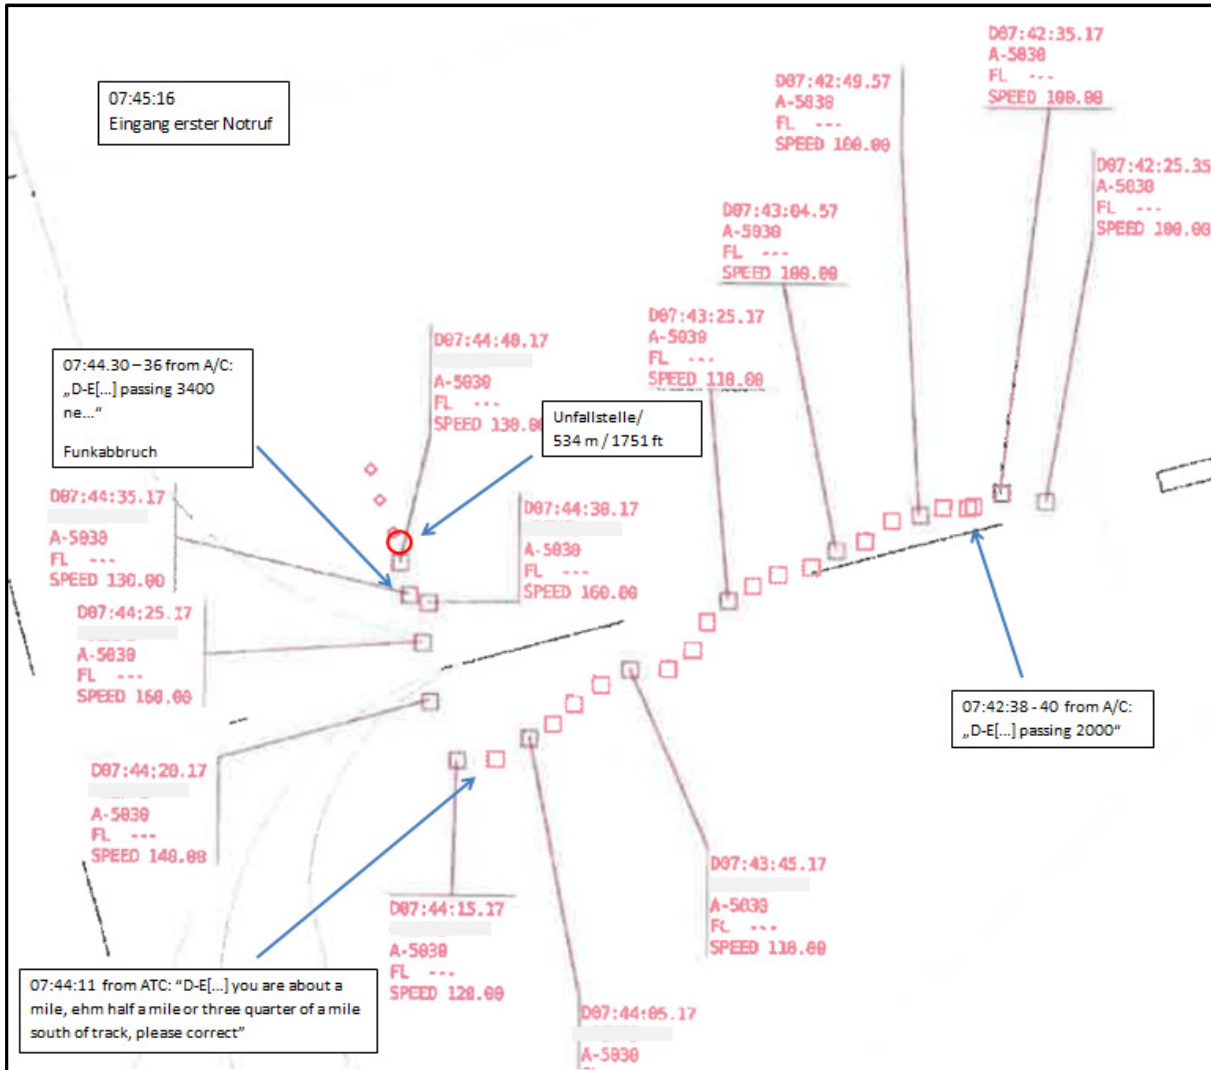 D07:42:35.17
A-5030
FL ---
SPEED 100.00
07:45:16
Eingang erster Notruf
D07:42:49.57
A-5030
FL ---
SPEED 100.00
D07:42:25.35
A-5030
FL ---
SPEED 100.00
D07:43:04.57
A-5030
FL ---
SPEED 100.00
D07:43:25.17
A-5030
FL ---
SPEED 110.00
D07:44:40.17
A-5030
FL ---
SPEED 130.00
07:44.30 – 36 from A/C:
„D-E[...] passing 3400
ne...“
Funkabbruch
Unfallstelle/
534 m / 1751 ft
D07:44:35.17
A-5030
FL ---
SPEED 130.00
D07:44:30.17
A-5030
FL ---
SPEED 160.00
D07:44:25.17
A-5030
FL ---
SPEED 160.00
07:42:38 - 40 from A/C:
„D-E[...] passing 2000“
D07:44:20.17
A-5030
FL ---
SPEED 140.00
D07:43:45.17
A-5030
FL ---
SPEED 110.00
D07:44:15.17
A-5030
FL ---
SPEED 120.00
07:44:11 from ATC: “D-E[...] you are about a
mile, ehm half a mile or three quarter of a mile
south of track, please correct”
D07:44:05.17
A-5030